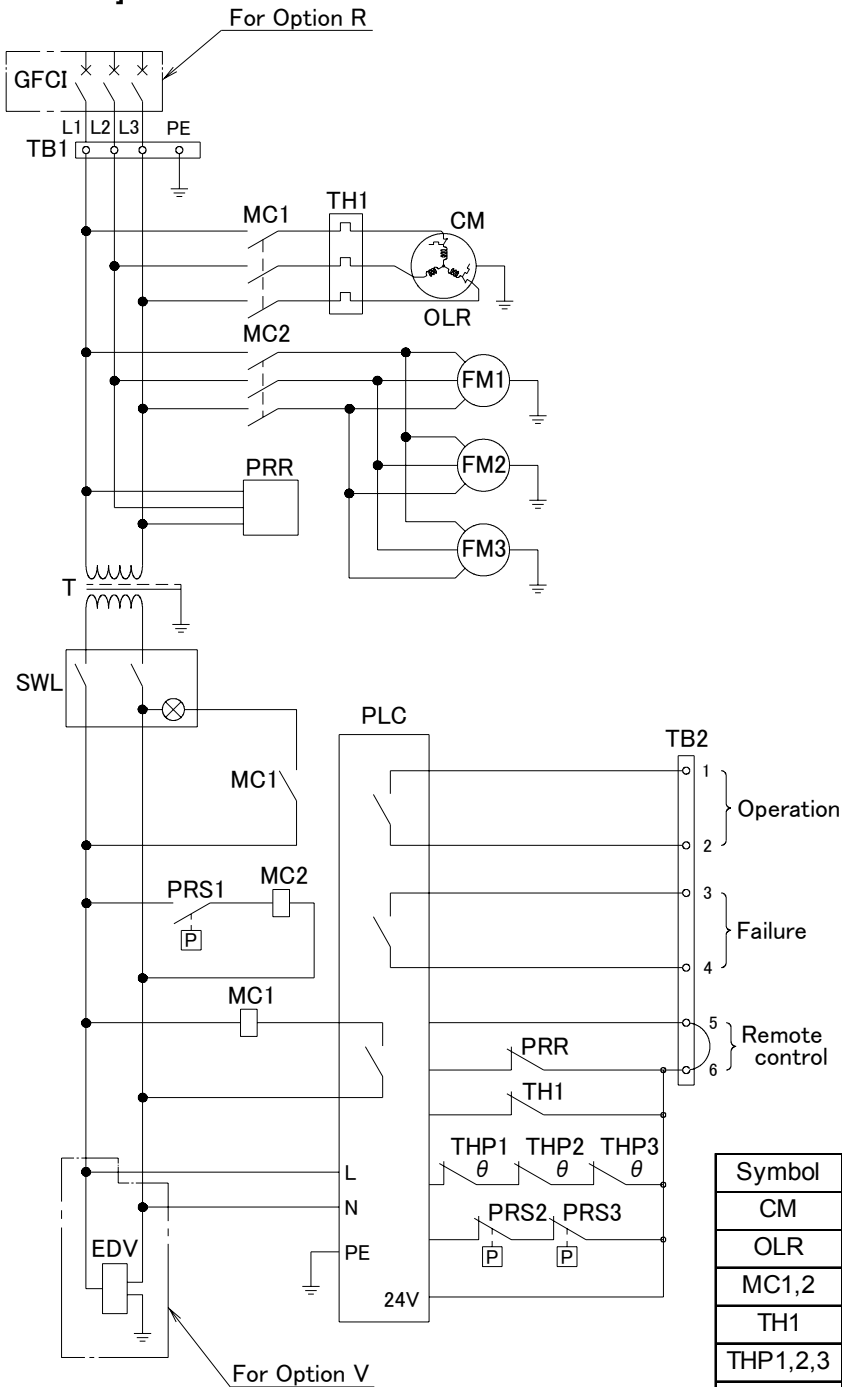 ]
For Option R
GFCI
L1 L2 L3 PE
TB1
MC1 TH1 CM
OLR
MC2
FM1
PRR FM2
FM3
T
SWL
PLC
TB2
MC1
1
Operation
2
PRS1 MC2
P
3
Failure
4
MC1
5
Remote
control
6
PRR
TH1
THP1 THP2 THP3
θ θ θ
L
N
PRS2 PRS3
P P
EDV
PE
24V
For Option V
Symbol
CM
OLR
MC1,2
TH1
THP1,2,3